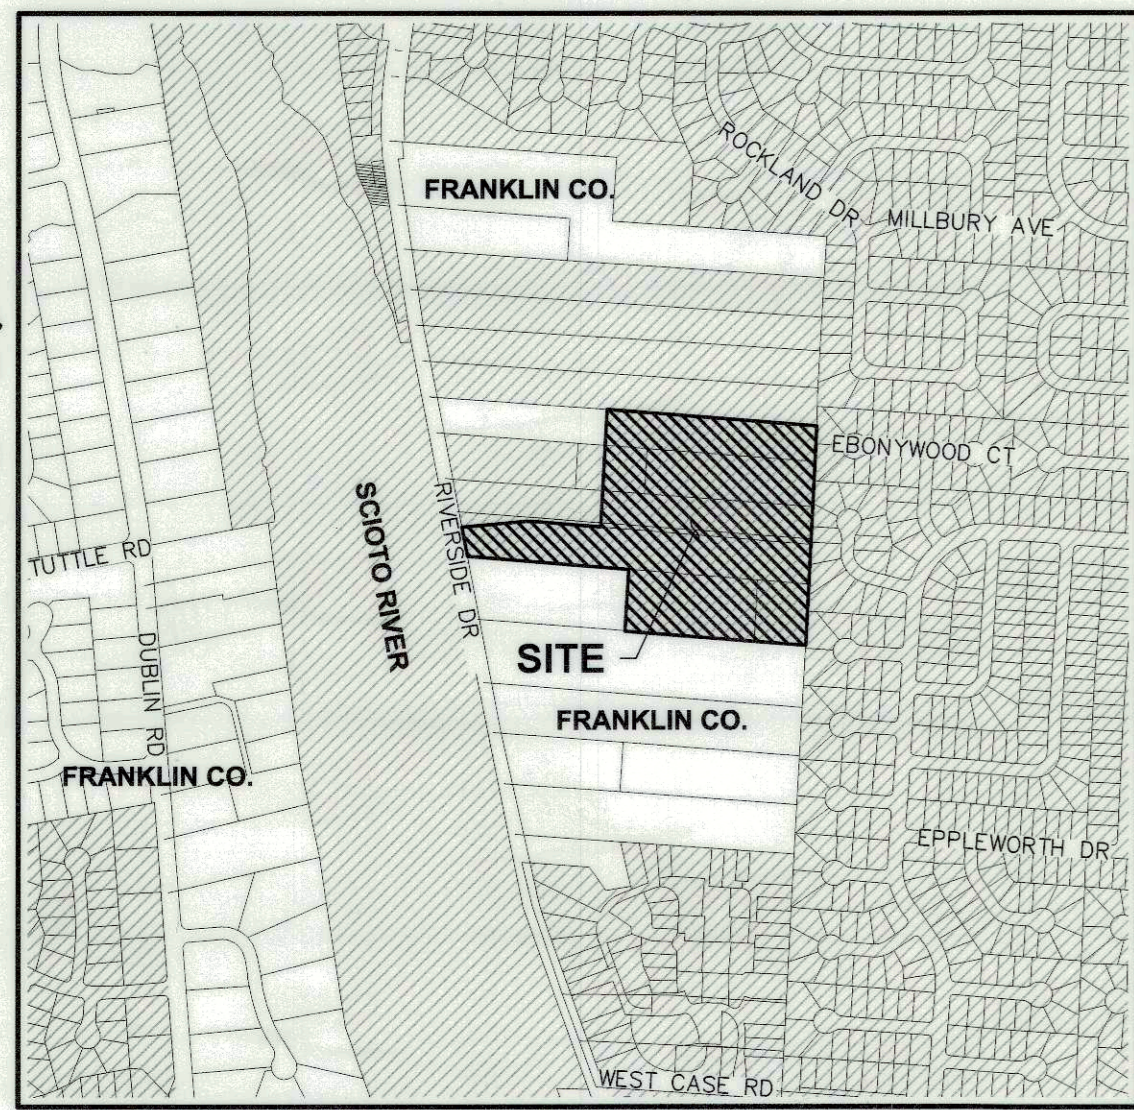 ROCKLAND DR
FRANKLIN CO.
MILLBURY AVE
EBONYWOOD CT
SCIOTO RIVER
RIVERSIDE DR
TUTTLE RD
DUBLIN RD
SITE
FRANKLIN CO.
FRANKLIN CO.
EPPLEWORTH DR
WEST CASE RD